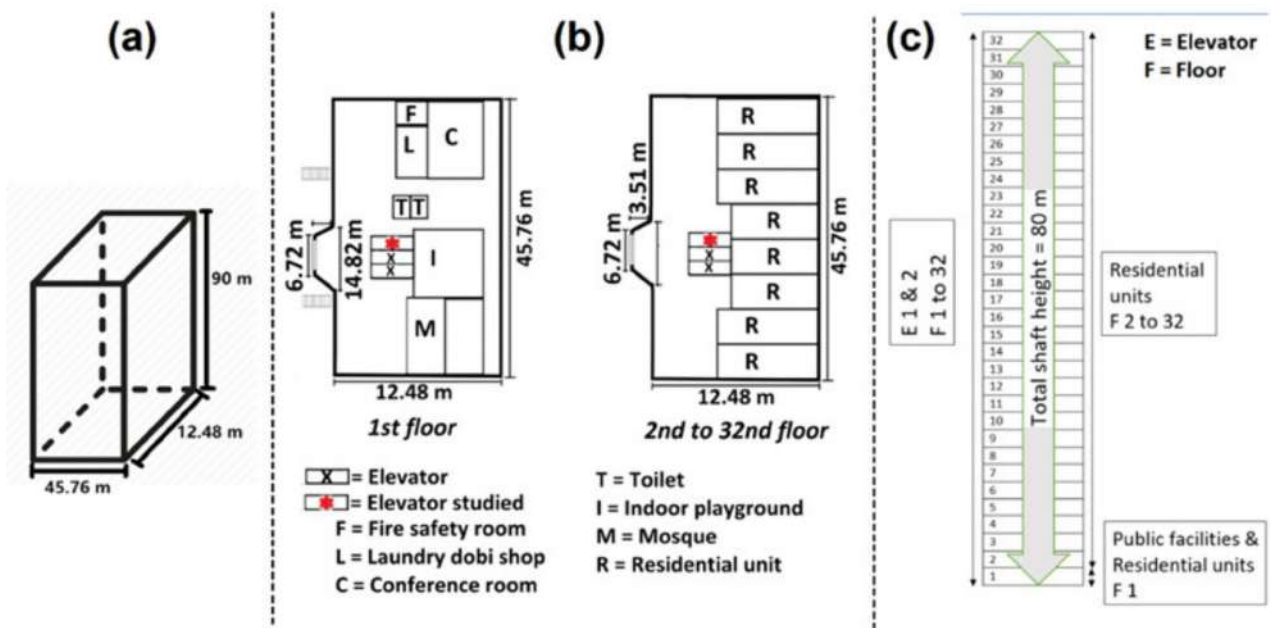 (a)
90 m
12.48 m
45.76 m
(b)
F
L
C
T T
6.72 m
14.82 m
X
X
I
M
45.76 m
12.48 m
1st floor
R
R
R
R
R
R
R
R
3.51 m
6.72 m
X
X
45.76 m
12.48 m
2nd to 32nd floor
X = Elevator
= Elevator studied
F = Fire safety room
L = Laundry dobi shop
C = Conference room
T = Toilet
I = Indoor playground
M = Mosque
R = Residential unit
(c)
E = Elevator
F = Floor
32
31
30
29
28
27
26
25
24
23
22
21
20
19
18
17
16
15
14
13
12
11
10
9
8
7
6
5
4
3
2
1
Total shaft height = 80 m
E 1 & 2
F 1 to 32
Residential
units
F 2 to 32
Public facilities &
Residential units
F 1